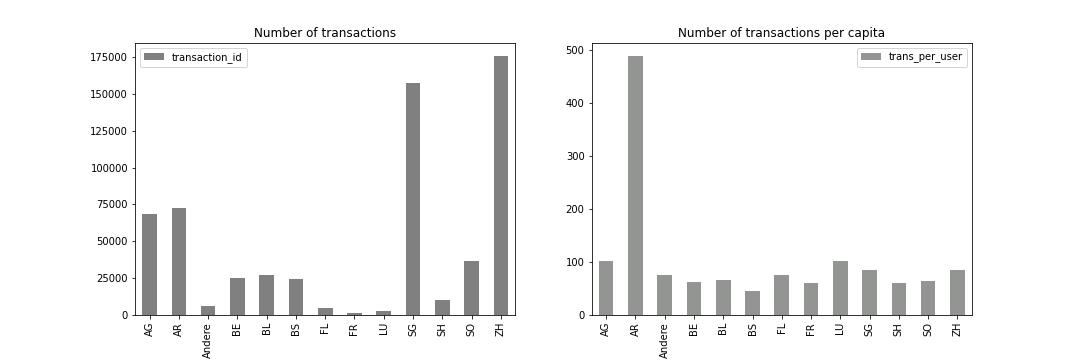 Number of transactions
transaction_id
175000
150000
125000
100000
75000
50000
25000
0
AG AR Andere BE BL BS FL FR LU SG SH SO ZH
Number of transactions per capita
trans_per_user
500
400
300
200
100
0
AG AR Andere BE BL BS FL FR LU SG SH SO ZH